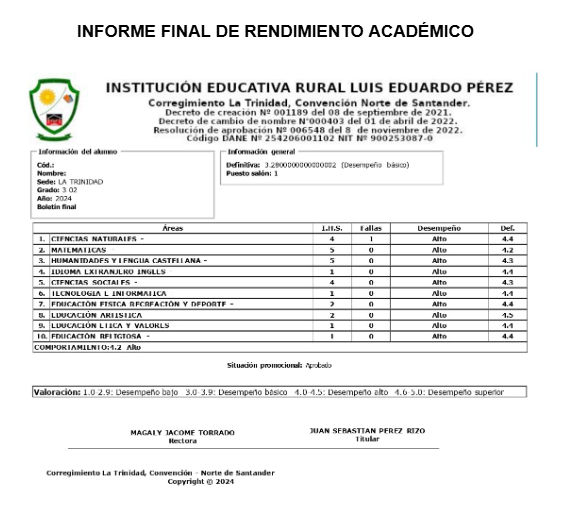 INFORME FINAL DE RENDIMIENTO ACADÉMICO
INSTITUCIÓN EDUCATIVA RURAL LUIS EDUARDO PÉREZ
Corregimiento La Trinidad, Convención Norte de Santander.
Decreto de creación Nº 001189 del 08 de septiembre de 2021.
Decreto de cambio de nombre N°000403 del 01 de abril de 2022.
Resolución de aprobación Nº 006548 del 8 de noviembre de 2022.
Código DANE Nº 254206001102 NIT Nº 900253087-0
Información del alumno
Cód.:
Nombre:
Sede: LA TRINIDAD
Grado: 3 02
Año: 2024
Boletín final
Información general
Definitiva: 3.2800000000000002 (Desempeño básico)
Puesto salón: 1
Áreas I.H.S. Fallas Desempeño Def.
1. CIENCIAS NATURALES - 4 1 Alto 4.4
2. MATEMATICAS 5 0 Alto 4.2
3. HUMANIDADES Y LENGUA CASTELLANA - 5 0 Alto 4.3
4. IDIOMA EXTRANJERO INGLES 1 0 Alto 4.4
5. CIENCIAS SOCIALES - 4 0 Alto 4.3
6. TECNOLOGIA E INFORMATICA 1 0 Alto 4.4
7. EDUCACIÓN FISICA RECREACIÓN Y DEPORTE - 2 0 Alto 4.4
8. EDUCACIÓN ARTISTICA 2 0 Alto 4.5
9. EDUCACIÓN ETICA Y VALORES 1 0 Alto 4.4
10. EDUCACIÓN RELIGIOSA - 1 0 Alto 4.4
COMPORTAMIENTO:4.2 Alto
Situación promocional: Aprobado
Valoración: 1.0-2.9: Desempeño bajo 3.0-3.9: Desempeño básico 4.0-4.5: Desempeño alto 4.6-5.0: Desempeño superior
MAGALY JACOME TORRADO
Rectora
JUAN SEBASTIAN PEREZ RIZO
Titular
Corregimiento La Trinidad, Convención - Norte de Santander
Copyright © 2024